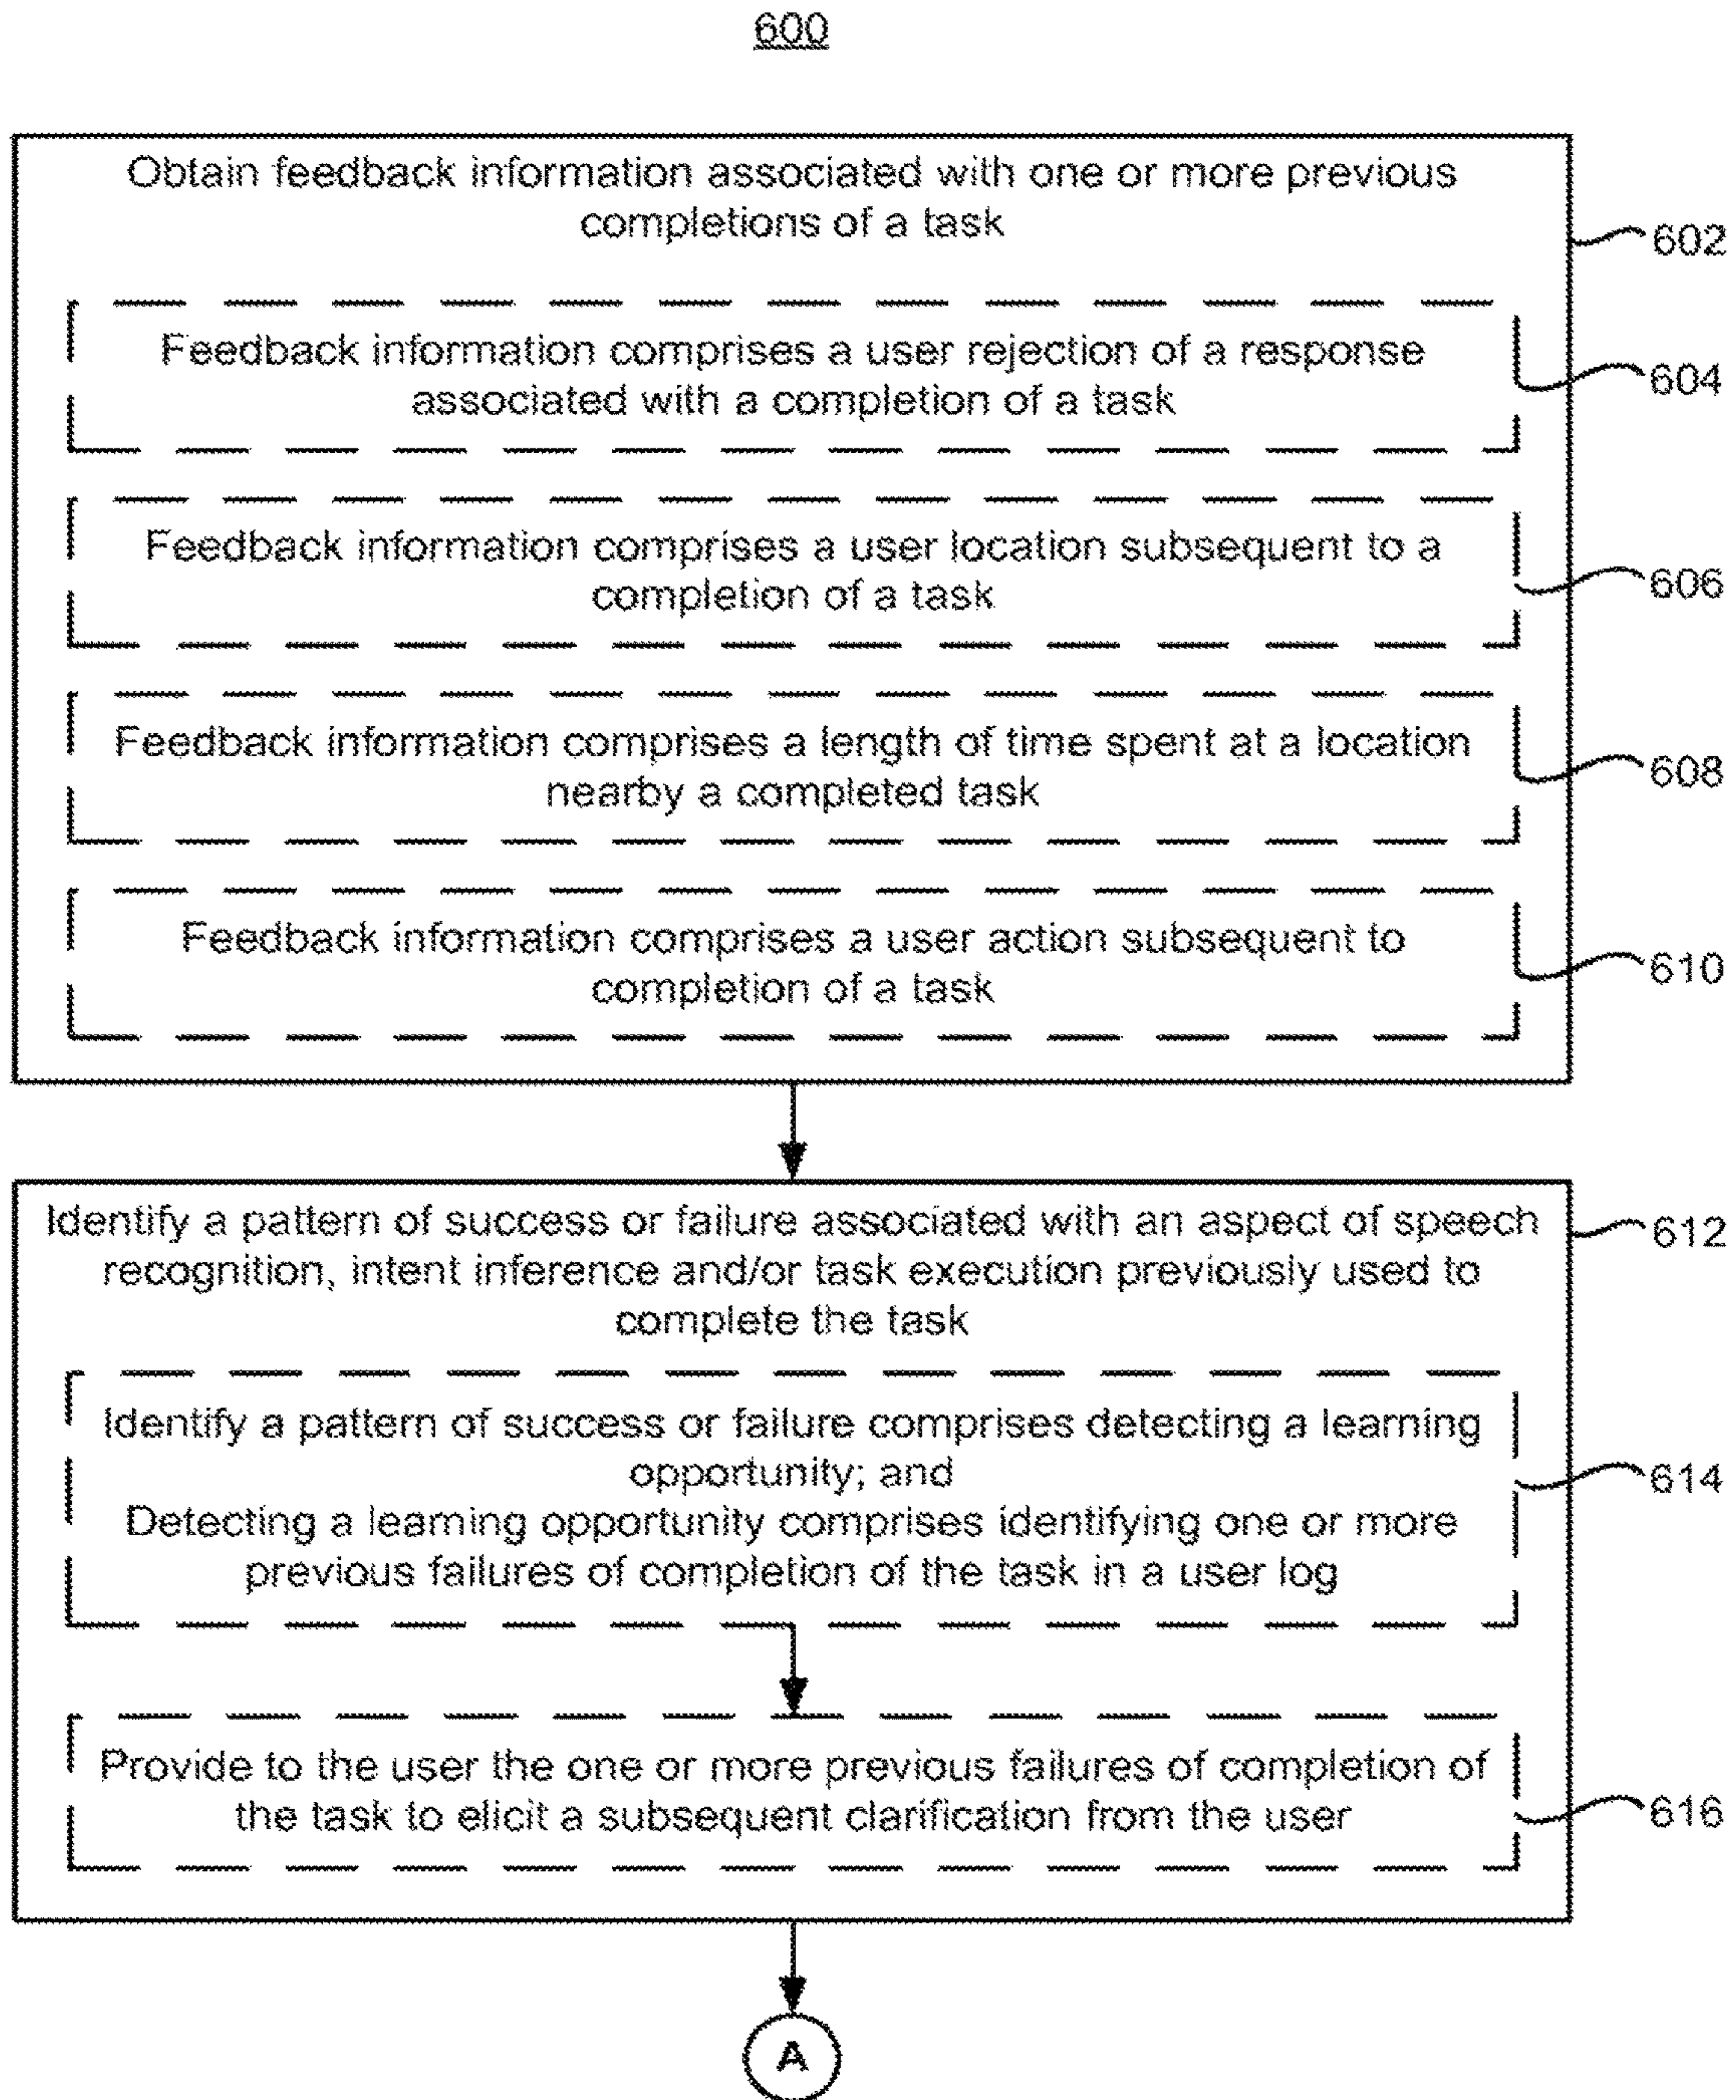 600
Obtain feedback information associated with one or more previous
completions of a task
602
Feedback information comprises a user rejection of a response
associated with a completion of a task
604
Feedback information comprises a user location subsequent to a
completion of a task
606
Feedback information comprises a length of time spent at a location
nearby a completed task
608
Feedback information comprises a user action subsequent to
completion of a task
610
Identify a pattern of success or failure associated with an aspect of speech
recognition, intent inference and/or task execution previously used to
complete the task
612
Identify a pattern of success or failure comprises detecting a learning
opportunity; and
Detecting a learning opportunity comprises identifying one or more
previous failures of completion of the task in a user log
614
Provide to the user the one or more previous failures of completion of
the task to elicit a subsequent clarification from the user
616
A